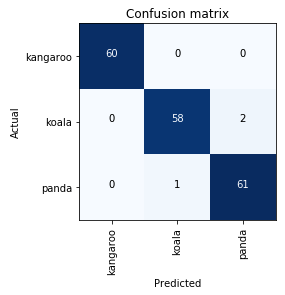 Confusion matrix
kangaroo 60 0 0
koala 0 58 2
panda 0 1 61
Actual
kangaroo koala panda
Predicted